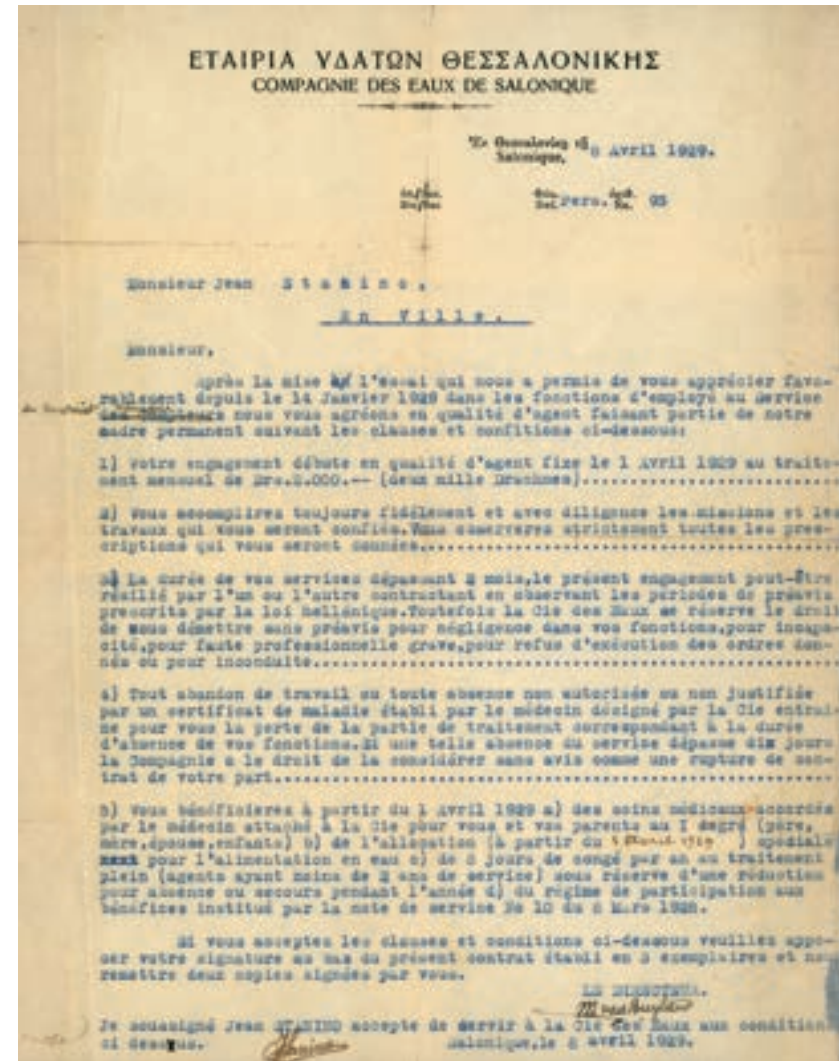 ΕΤΑΙΡΙΑ ΥΔΑΤΩΝ ΘΕΣΣΑΛΟΝΙΚΗΣ
COMPAGNIE DES EAUX DE SALONIQUE
Ἐν Θεσσαλονίκῃ τῇ
Salonique, 8 Avril 1929.
Pers. No. 95
Monsieur Jean Stamino,
En Ville.
Monsieur,
Après la mise à l'essai qui nous a permis de vous apprécier favo-
rablement depuis le 14 Janvier 1929 dans les fonctions d'employé au Service
nous vous agréons en qualité d'agent faisant partie de notre
cadre permanent suivant les clauses et conditions ci-dessous:
1) Votre engagement débute en qualité d'agent fixe le 1 Avril 1929 au traite-
ment mensuel de Drs.2.000.-- (deux mille Drachmes)
2) Vous accomplirez toujours fidèlement et avec diligence les missions et les
travaux qui vous seront confiés.Vous observerez strictement toutes les pres-
criptions qui vous seront données
3) La durée de vos services dépassant 2 mois,le présent engagement peut-être
résilié par l'un ou l'autre contractant en observant les périodes de préavis
prescrits par la loi hellénique.Toutefois la Cie des Eaux se réserve le droit
de vous démettre sans préavis pour négligence dans vos fonctions,pour incapa-
cité,pour faute professionnelle grave,pour refus d'exécution des ordres don-
nés ou pour inconduite
4) Tout abandon de travail ou toute absence non autorisée ou non justifiée
par un certificat de maladie établi par le médecin désigné par la Cie entraî-
ne pour vous la perte de la partie de traitement correspondant à la durée
d'absence de vos fonctions.Si une telle absence du service dépasse dix jours
la Compagnie a le droit de la considérer sans avis comme une rupture de con-
trat de votre part
5) Vous bénéficierez à partir du 1 Avril 1929 a) des soins médicaux accordés
par le médecin attaché à la Cie pour vous et vos parents au I degré (père,
mère,épouse,enfants) b) de l'allocation (à partir du 1929 ) spéciale
pour l'alimentation en eau c) de 8 jours de congé par an au traitement
plein (agents ayant moins de 2 ans de service) sous réserve d'une réduction
pour absence ou secours pendant l'année d) du régime de participation aux
bénéfices institué par la note de service No 10 du 8 Mars 1928.
Si vous acceptez les clauses et conditions ci-dessous veuillez appo-
ser votre signature au bas du présent contrat établi en 3 exemplaires et nous
remettre deux copies signées par vous.
LE DIRECTEUR.
Je soussigné Jean STAMINO accepte de servir à la Cie des Eaux aux conditions
ci dessus. Salonique,le 8 avril 1929.